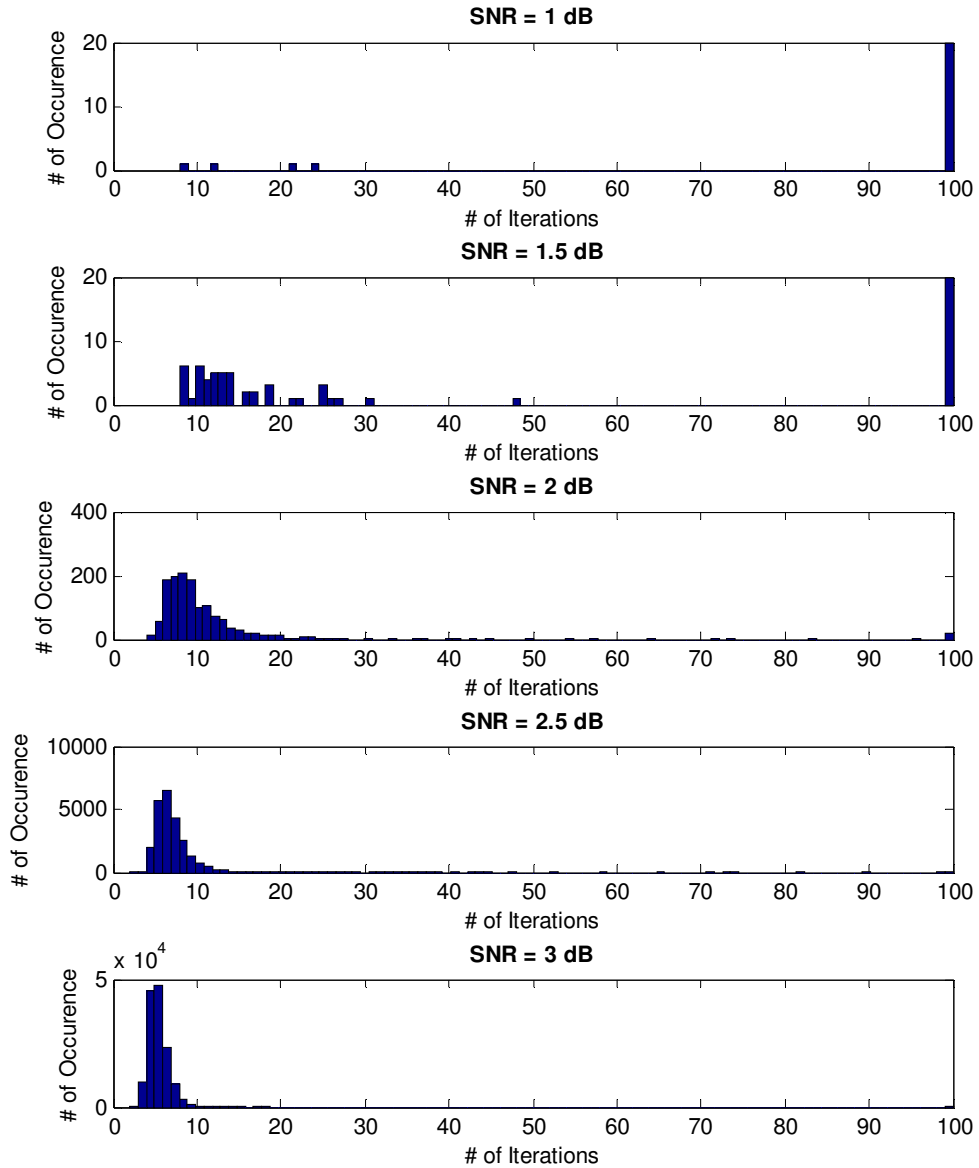 SNR = 1 dB
20
10
0
# of Occurence
0 10 20 30 40 50 60 70 80 90 100
# of Iterations
SNR = 1.5 dB
20
10
0
# of Occurence
0 10 20 30 40 50 60 70 80 90 100
# of Iterations
SNR = 2 dB
400
200
0
# of Occurence
0 10 20 30 40 50 60 70 80 90 100
# of Iterations
SNR = 2.5 dB
10000
5000
0
# of Occurence
0 10 20 30 40 50 60 70 80 90 100
# of Iterations
SNR = 3 dB
x 10^4
5
0
# of Occurence
0 10 20 30 40 50 60 70 80 90 100
# of Iterations